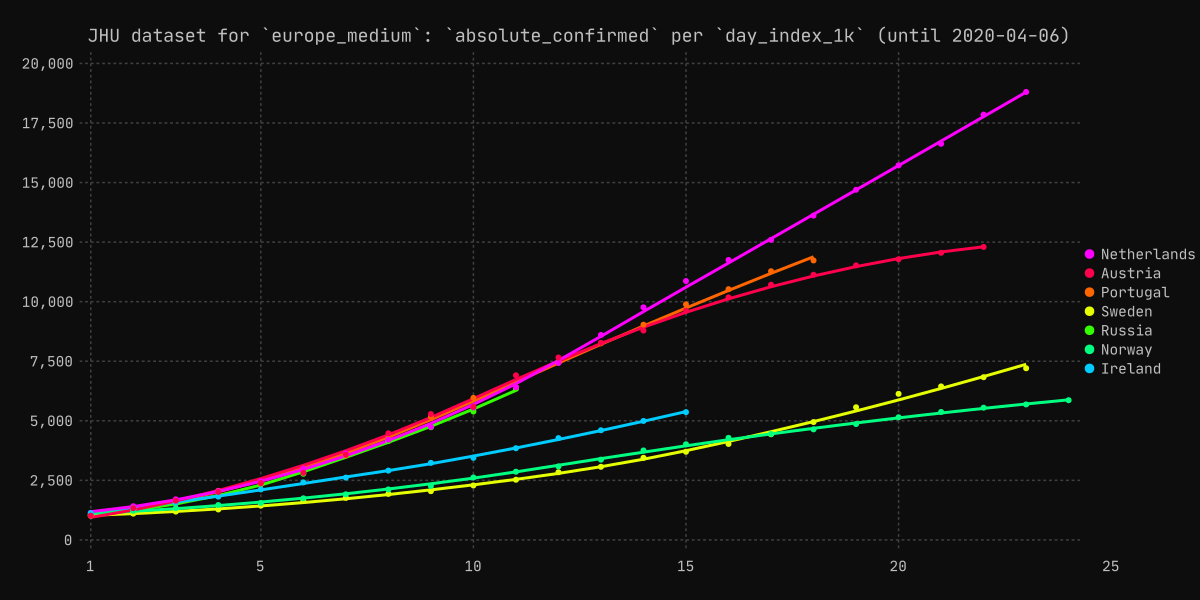 JHU dataset for `europe_medium`: `absolute_confirmed` per `day_index_1k` (until 2020-04-06)
20,000
17,500
15,000
12,500
10,000
7,500
5,000
2,500
0
1 5 10 15 20 25
Netherlands
Austria
Portugal
Sweden
Russia
Norway
Ireland